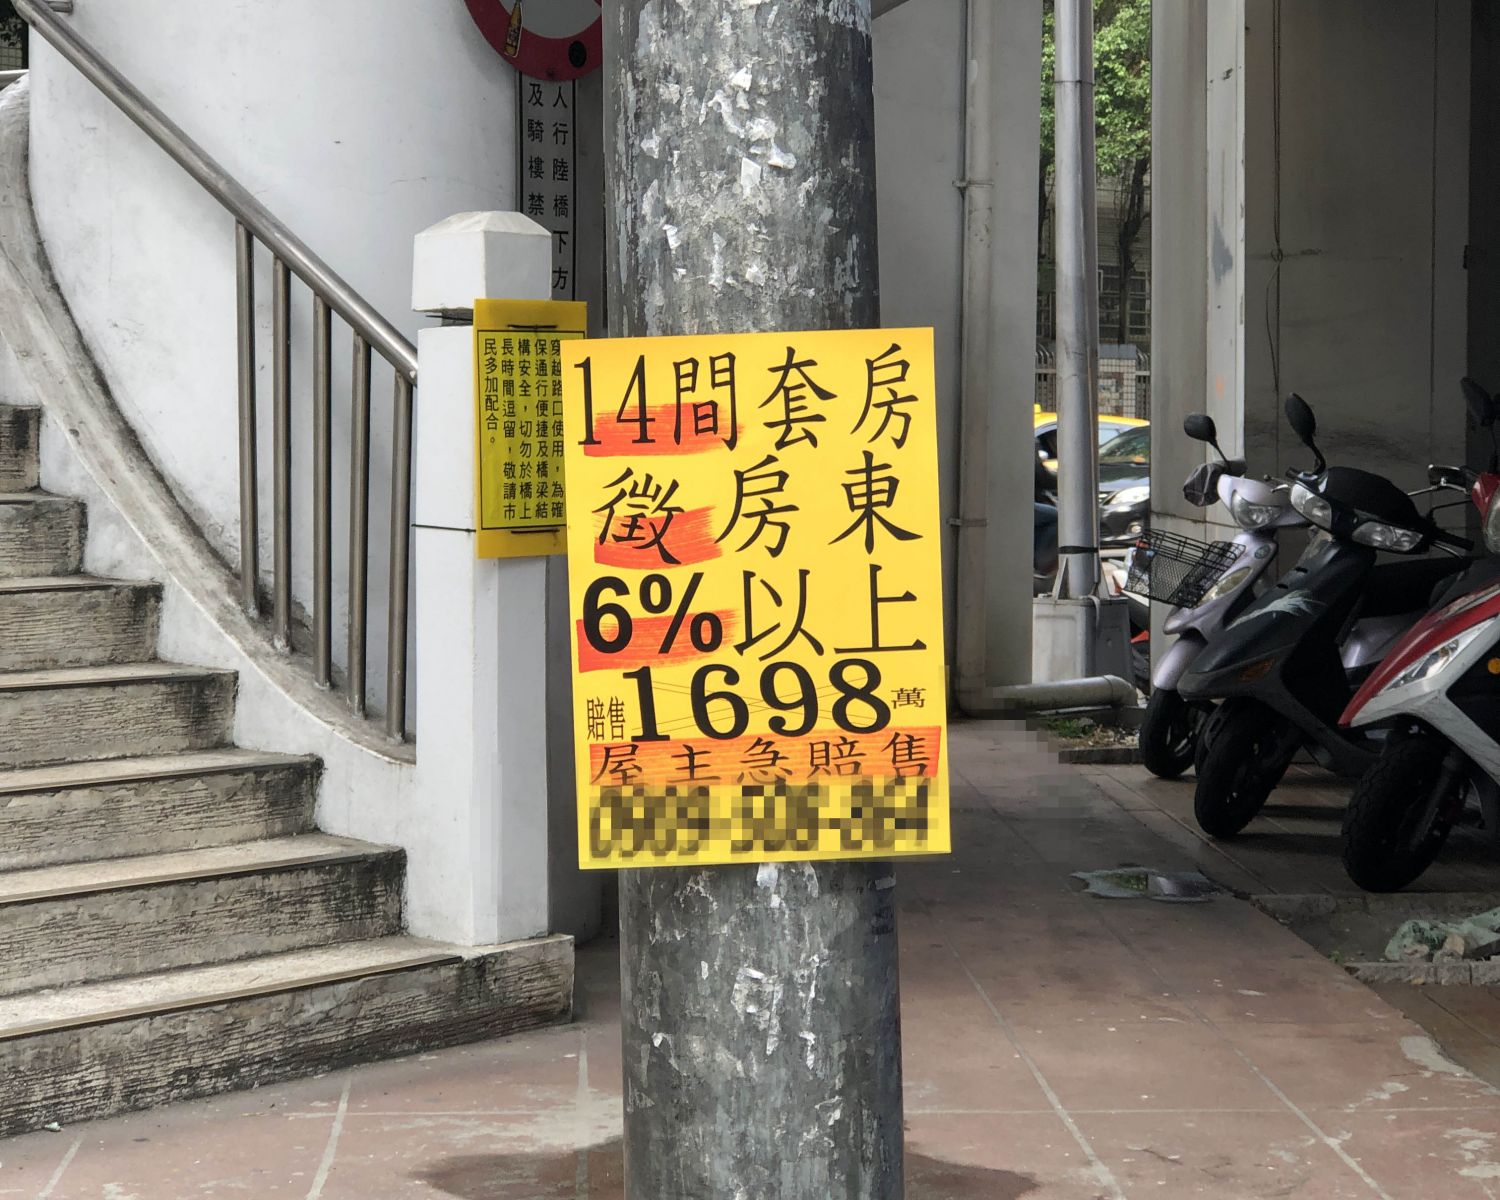 人行陸橋下方
及騎樓禁
穿越路口使用，為確
保通行便捷及橋梁結
構安全，切勿於橋上
長時間逗留，敬請市
民多加配合。
14間套房
徵房東
6%以上
賠售1698萬
屋主急賠售